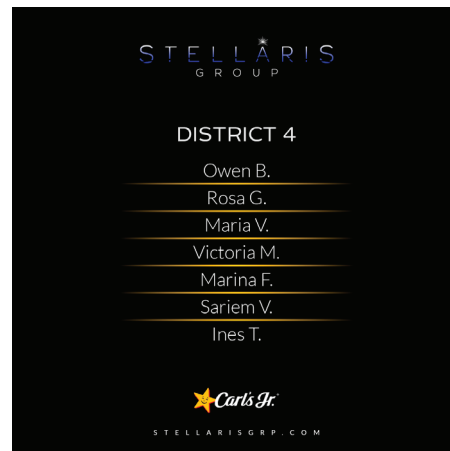 STELLARIS
GROUP
DISTRICT 4
Owen B.
Rosa G.
Maria V.
Victoria M.
Marina F.
Sariem V.
Ines T.
Carl's Jr.
STELLARISGRP.COM